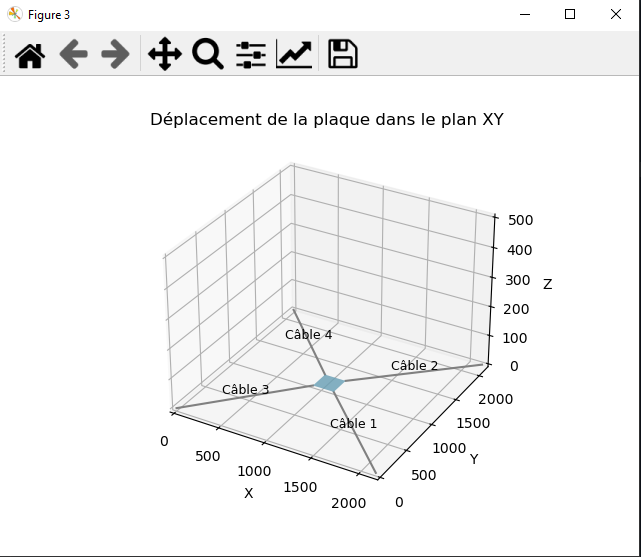 Figure 3
Déplacement de la plaque dans le plan XY
500
400
300
Z
200
100
0
Câble 4
Câble 2
Câble 3
Câble 1
2000
1500
1000
Y
500
0
0
500
1000
X
1500
2000